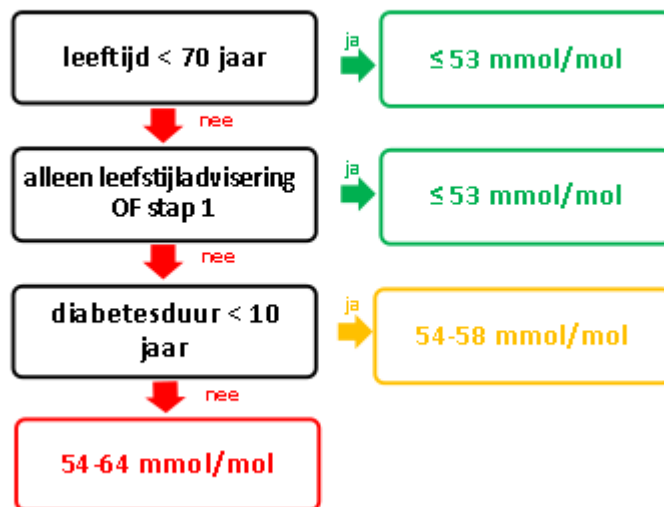 leeftijd < 70 jaar
ja
≤ 53 mmol/mol
nee
alleen leefstijladvisering
OF stap 1
ja
≤ 53 mmol/mol
nee
diabetesduur < 10
jaar
ja
54-58 mmol/mol
nee
54-64 mmol/mol